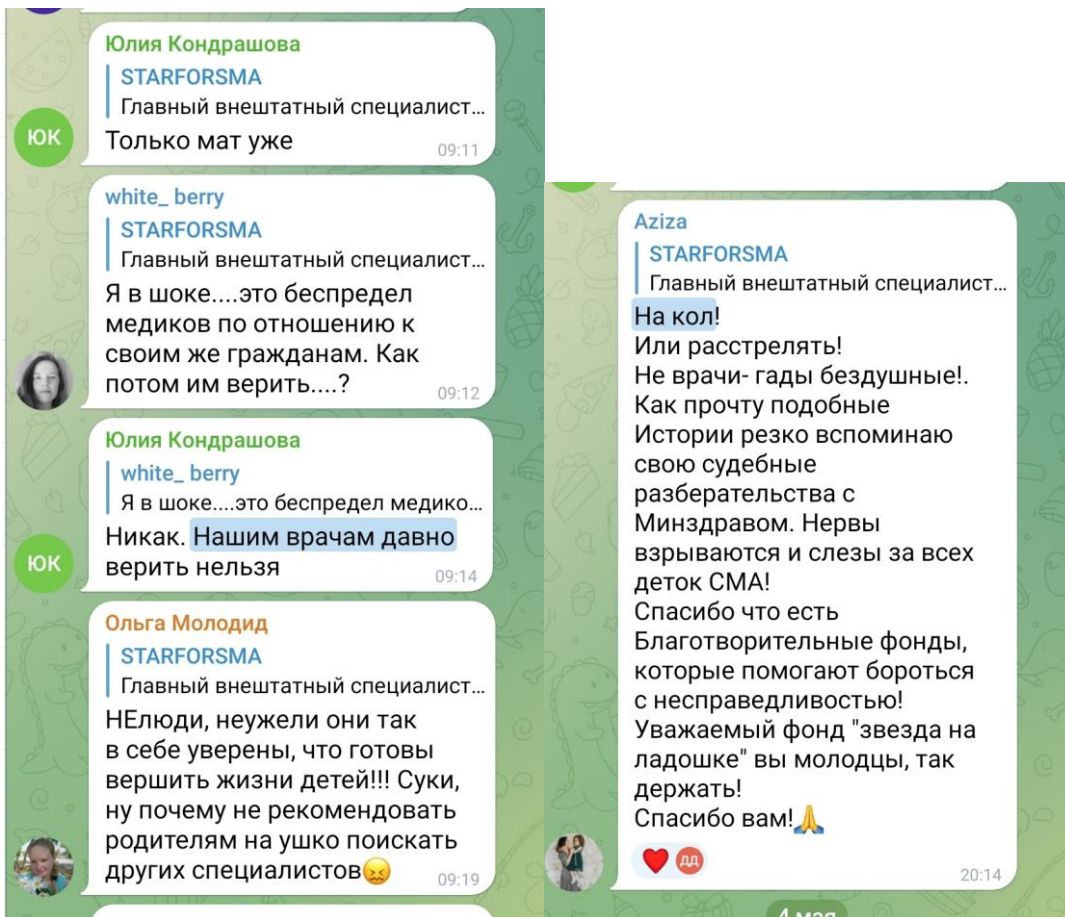 Юлия Кондрашова
STARFORSMA
Главный внештатный специалист...
Только мат уже
09:11
ЮК
white_ berry
STARFORSMA
Главный внештатный специалист...
Я в шоке....это беспредел
медиков по отношению к
своим же гражданам. Как
потом им верить....?
09:12
Юлия Кондрашова
white_ berry
Я в шоке....это беспредел медико...
Никак. Нашим врачам давно
верить нельзя
09:14
ЮК
Ольга Молодид
STARFORSMA
Главный внештатный специалист...
НЕлюди, неужели они так
в себе уверены, что готовы
вершить жизни детей!!! Суки,
ну почему не рекомендовать
родителям на ушко поискать
других специалистов😖
09:19
Aziza
STARFORSMA
Главный внештатный специалист...
На кол!
Или расстрелять!
Не врачи- гады бездушные!.
Как прочту подобные
Истории резко вспоминаю
свою судебные
разберательства с
Минздравом. Нервы
взрываются и слезы за всех
деток СМА!
Спасибо что есть
Благотворительные фонды,
которые помогают бороться
с несправедливостью!
Уважаемый фонд "звезда на
ладошке" вы молодцы, так
держать!
Спасибо вам!🙏
❤️ ДД
20:14
4 мая